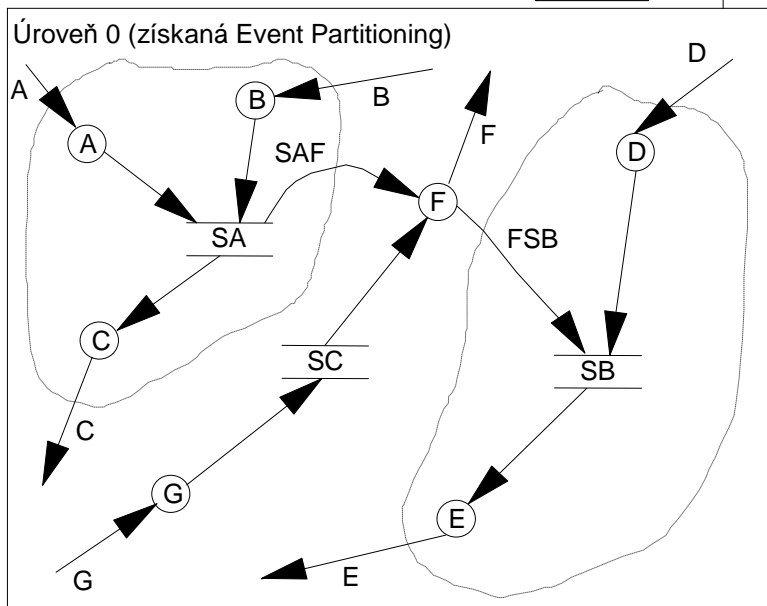 Úroveň 0 (získaná Event Partitioning)
D
A
B
B
A
F
SAF
D
F
SA
FSB
C
SC
SB
C
G
E
G
E